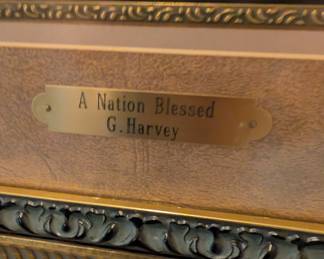 A Nation Blessed
G. Harvey